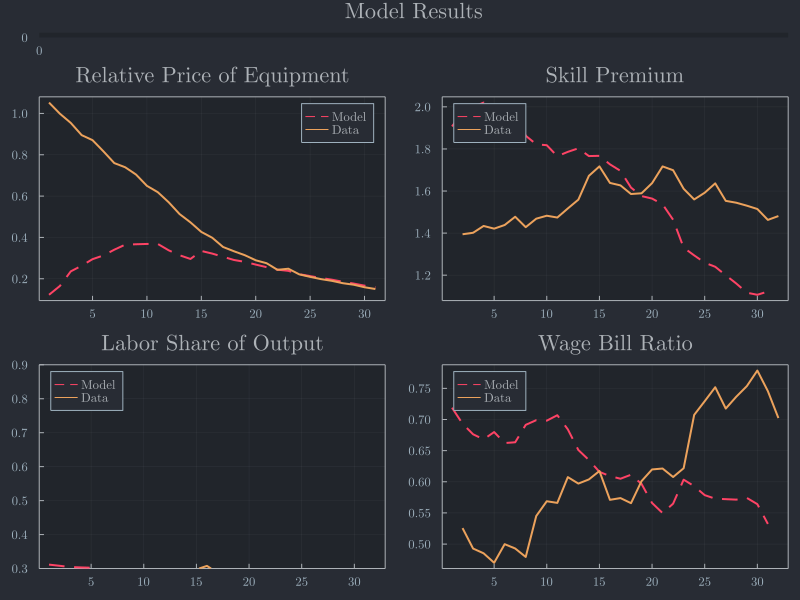 Model Results
0
0
Relative Price of Equipment
1.0
0.8
0.6
0.4
0.2
5 10 15 20 25 30
Model
Data
Skill Premium
2.0
1.8
1.6
1.4
1.2
5 10 15 20 25 30
Model
Data
Labor Share of Output
0.9
0.8
0.7
0.6
0.5
0.4
0.3
5 10 15 20 25 30
Model
Data
Wage Bill Ratio
0.75
0.70
0.65
0.60
0.55
0.50
5 10 15 20 25 30
Model
Data